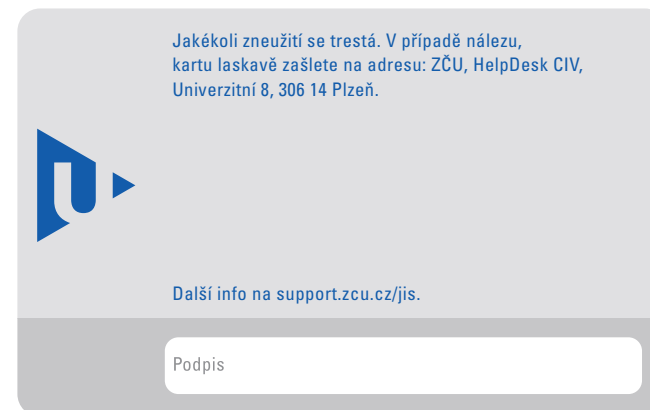 Jakékoli zneužití se trestá. V případě nálezu,
kartu laskavě zašlete na adresu: ZČU, HelpDesk CIV,
Univerzitní 8, 306 14 Plzeň.
u
Další info na support.zcu.cz/jis.
Podpis